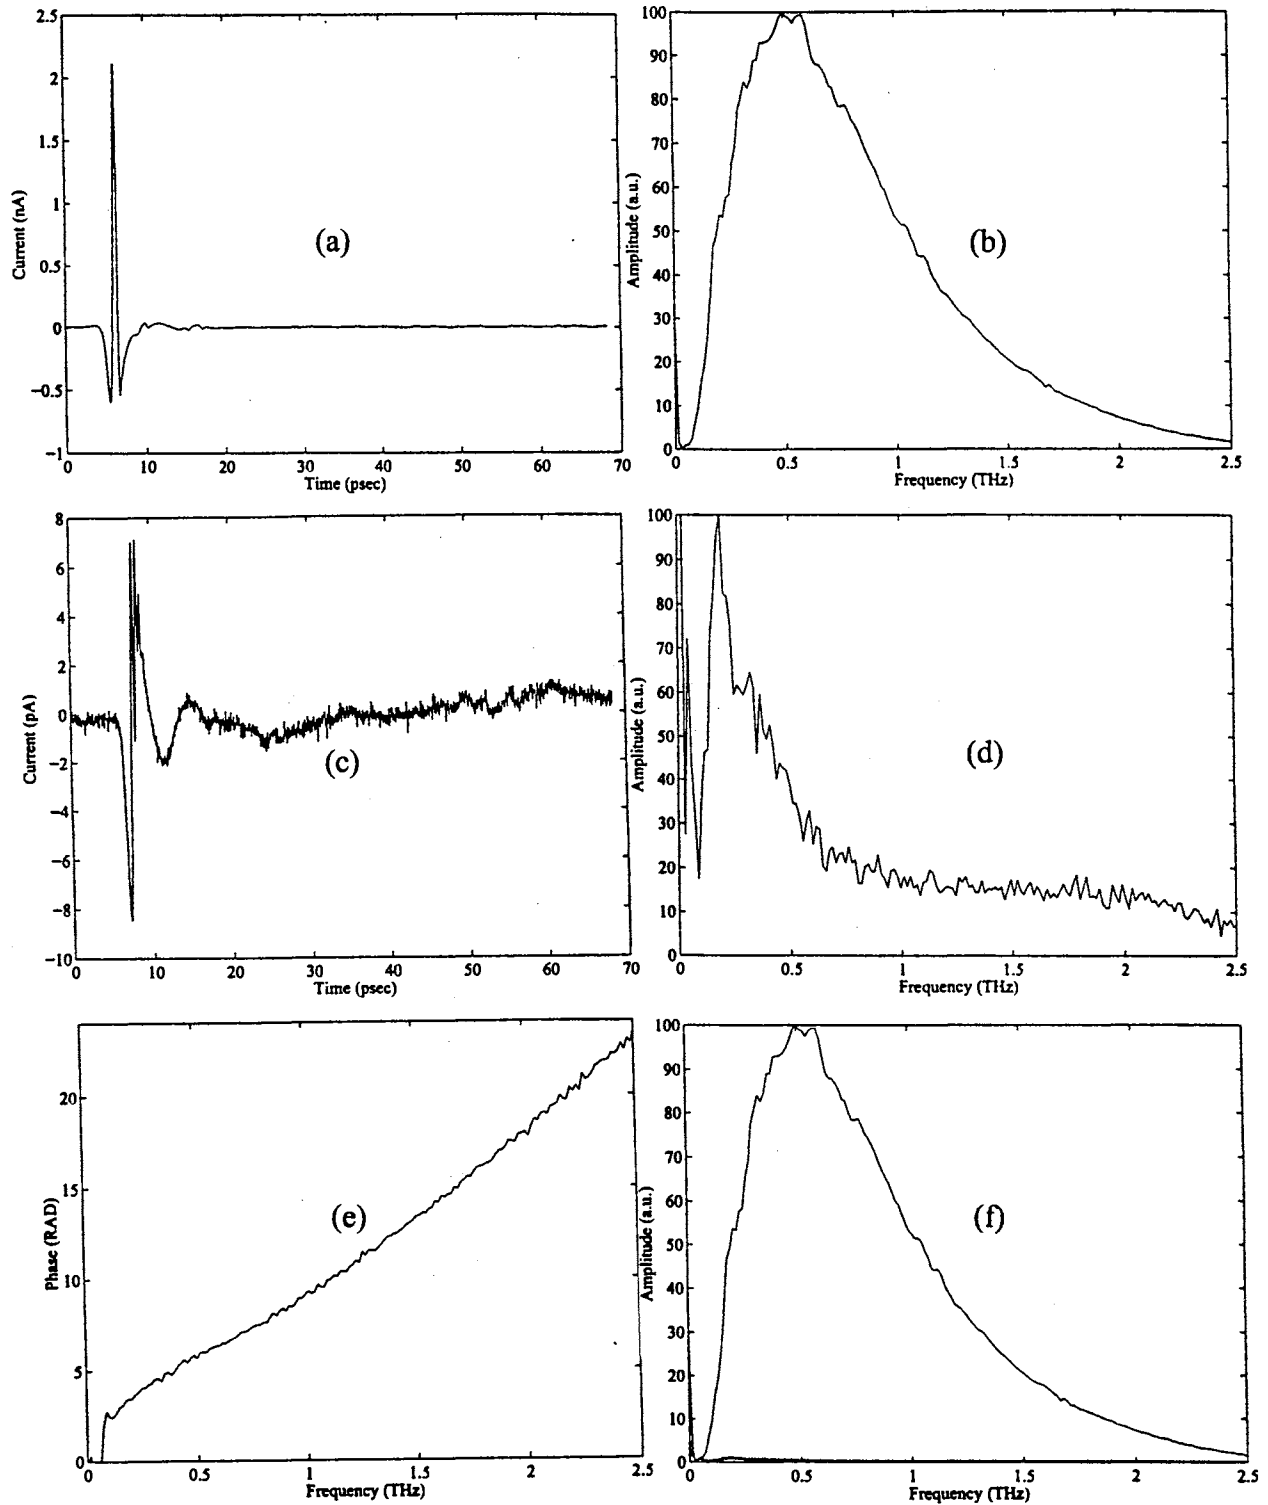 2.5
2
1.5
1
0.5
0
−0.5
−1
0 10 20 30 40 50 60 70
Time (psec)
Current (nA)
(a)
100
90
80
70
60
50
40
30
20
10
0
0 0.5 1 1.5 2 2.5
Frequency (THz)
Amplitude (a.u.)
(b)
8
6
4
2
0
−2
−4
−6
−8
−10
0 10 20 30 40 50 60 70
Time (psec)
Current (pA)
(c)
100
90
80
70
60
50
40
30
20
10
0
0 0.5 1 1.5 2 2.5
Frequency (THz)
Amplitude (a.u.)
(d)
20
15
10
5
0
0 0.5 1 1.5 2 2.5
Frequency (THz)
Phase (RAD)
(e)
100
90
80
70
60
50
40
30
20
10
0
0 0.5 1 1.5 2 2.5
Frequency (THz)
Amplitude (a.u.)
(f)